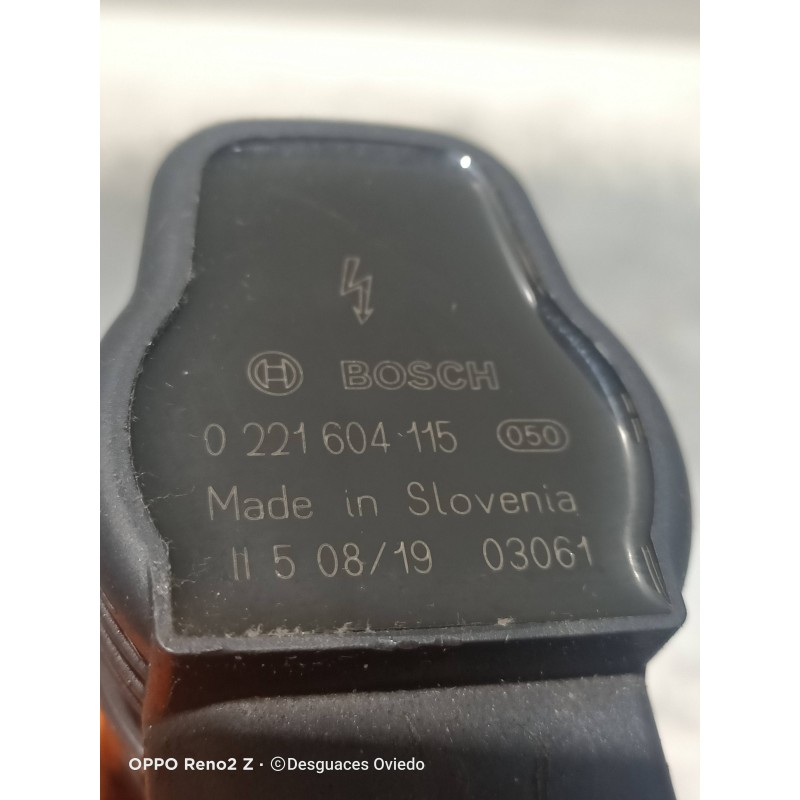 BOSCH
0 221 604 115 050
Made in Slovenia
II 5 08/19 03061
OPPO Reno2 Z · ©Desguaces Oviedo